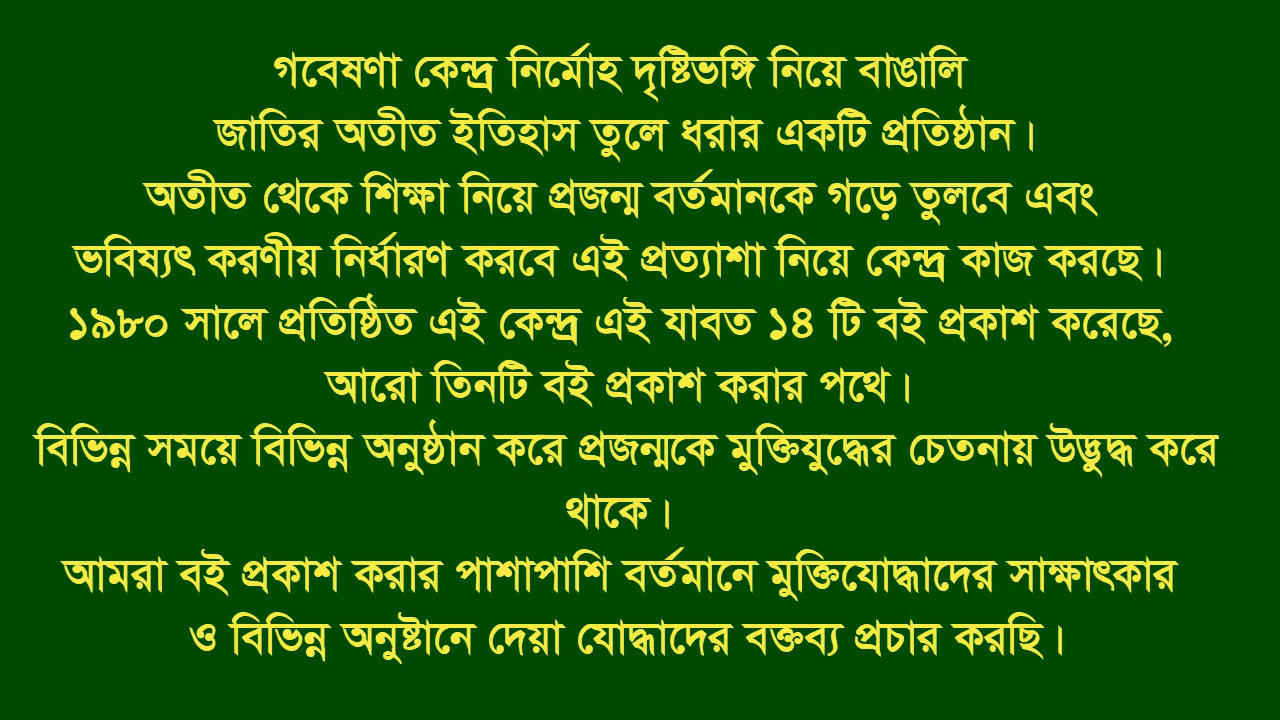 গবেষণা কেন্দ্র নির্মোহ দৃষ্টিভঙ্গি নিয়ে বাঙালি
জাতির অতীত ইতিহাস তুলে ধরার একটি প্রতিষ্ঠান।
অতীত থেকে শিক্ষা নিয়ে প্রজন্ম বর্তমানকে গড়ে তুলবে এবং
ভবিষ্যৎ করণীয় নির্ধারণ করবে এই প্রত্যাশা নিয়ে কেন্দ্র কাজ করছে।
১৯৮০ সালে প্রতিষ্ঠিত এই কেন্দ্র এই যাবত ১৪ টি বই প্রকাশ করেছে,
আরো তিনটি বই প্রকাশ করার পথে।
বিভিন্ন সময়ে বিভিন্ন অনুষ্ঠান করে প্রজন্মকে মুক্তিযুদ্ধের চেতনায় উদ্ভুদ্ধ করে
থাকে।
আমরা বই প্রকাশ করার পাশাপাশি বর্তমানে মুক্তিযোদ্ধাদের সাক্ষাৎকার
ও বিভিন্ন অনুষ্টানে দেয়া যোদ্ধাদের বক্তব্য প্রচার করছি।